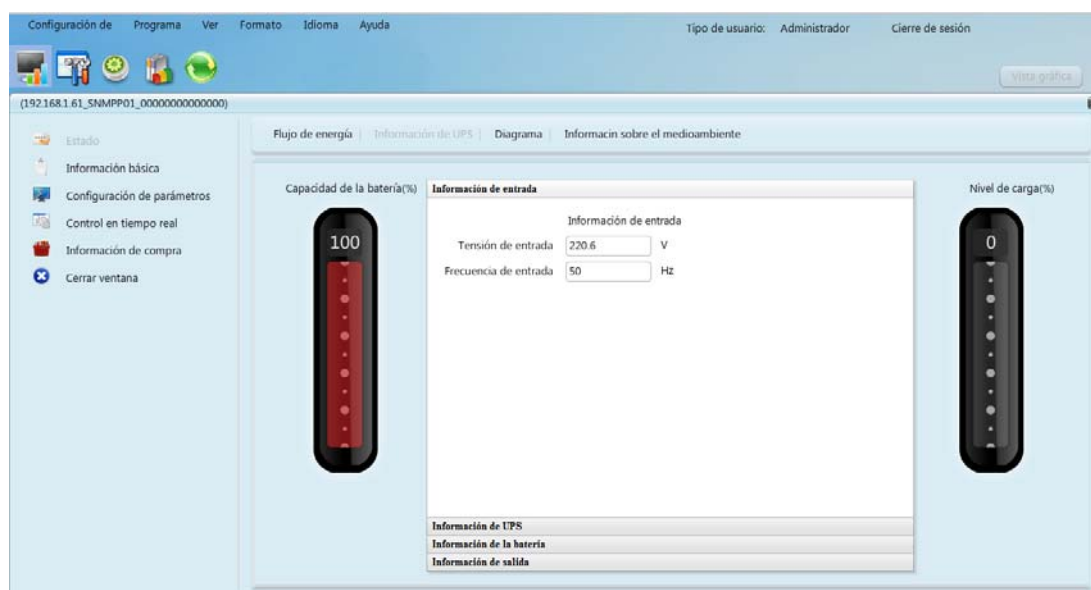 Configuración de Programa Ver Formato Idioma Ayuda Tipo de usuario: Administrador Cierre de sesión
Vista gráfica
(192.168.1.61_SNMPP01_00000000000000)
Estado
Información básica
Configuración de parámetros
Control en tiempo real
Información de compra
Cerrar ventana
Flujo de energía | Información de UPS | Diagrama | Informacin sobre el medioambiente
Capacidad de la batería(%)
100
Información de entrada
Información de entrada
Tensión de entrada 220.6 V
Frecuencia de entrada 50 Hz
Información de UPS
Información de la batería
Información de salida
Nivel de carga(%)
0